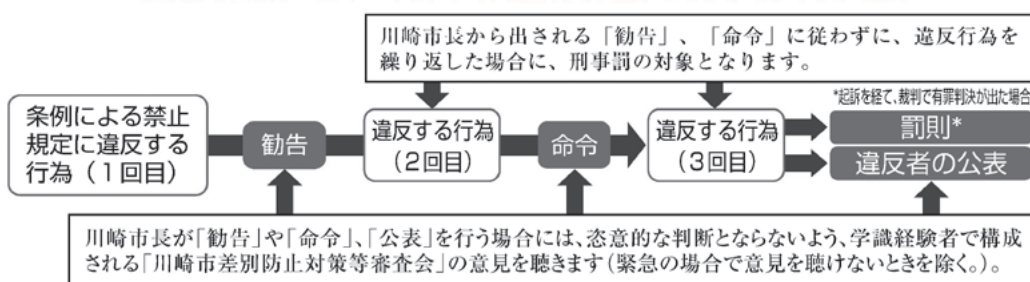 川崎市長から出される「勧告」、「命令」に従わずに、違反行為を
繰り返した場合に、刑事罰の対象となります。
*起訴を経て、裁判で有罪判決が出た場合
条例による禁止
規定に違反する
行為（1回目）
勧告
違反する行為
（2回目）
命令
違反する行為
（3回目）
罰則*
違反者の公表
川崎市長が「勧告」や「命令」、「公表」を行う場合には、恣意的な判断とならないよう、学識経験者で構成
される「川崎市差別防止対策等審査会」の意見を聴きます（緊急の場合で意見を聴けないときを除く。）。